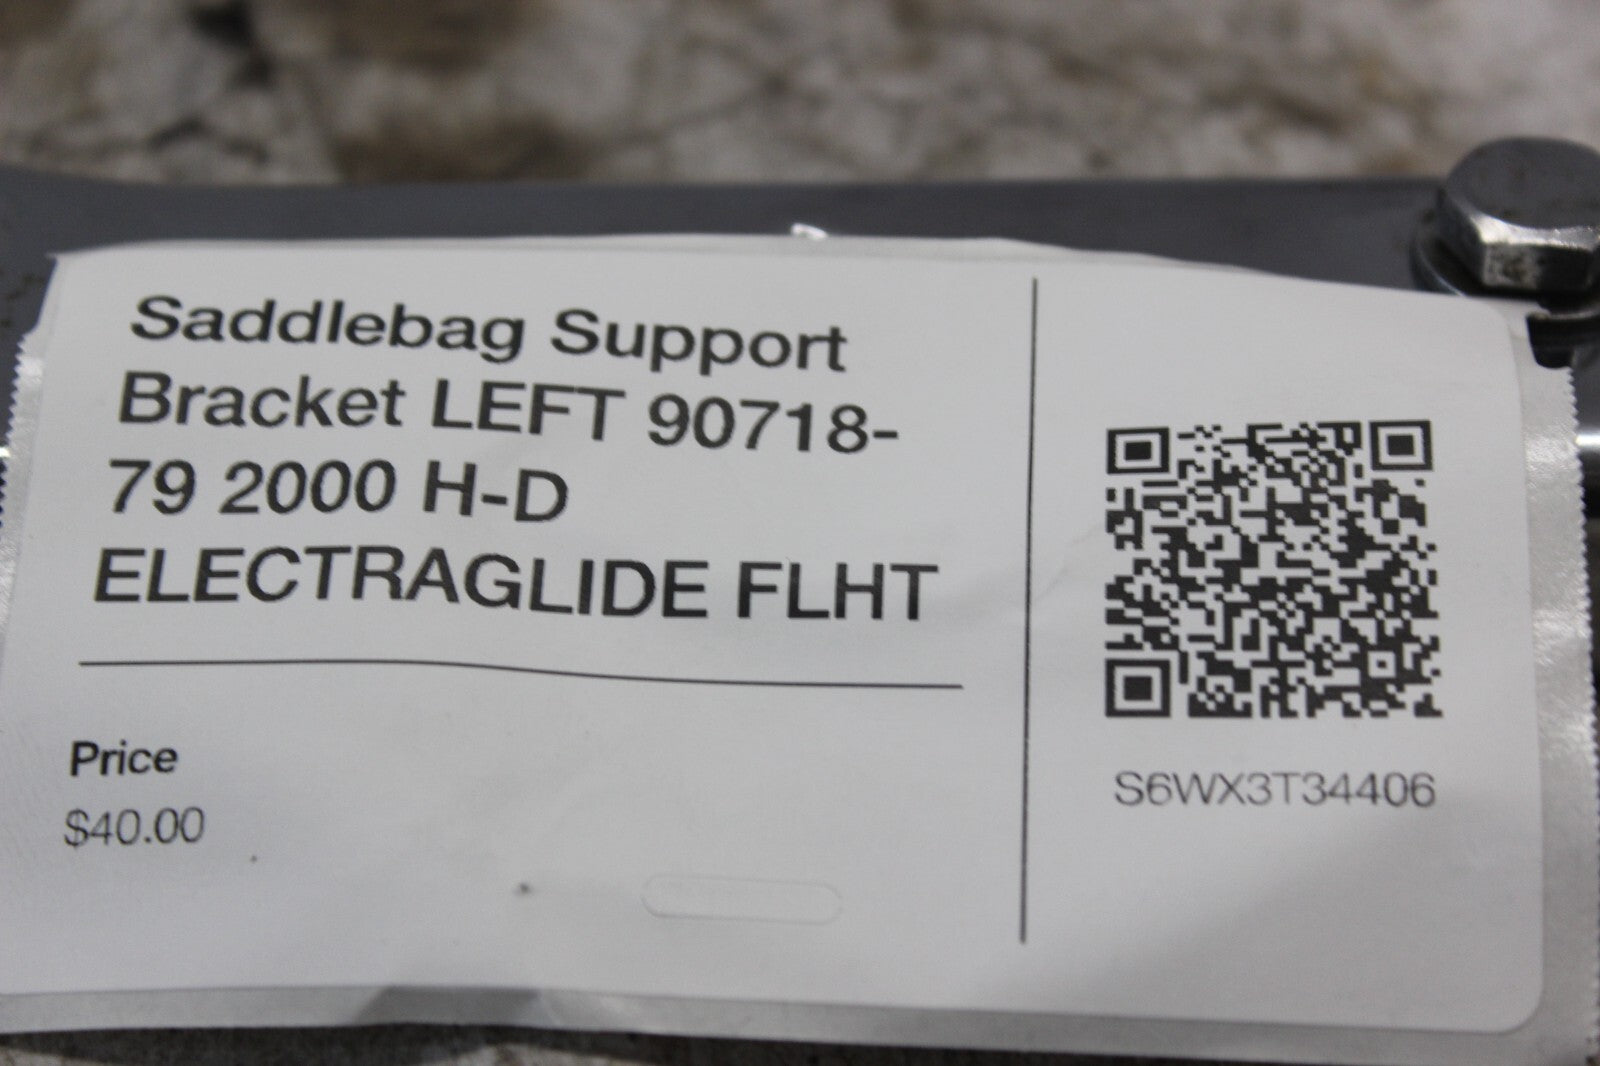 Saddlebag Support
Bracket LEFT 90718-
79 2000 H-D
ELECTRAGLIDE FLHT
Price
$40.00
S6WX3T34406